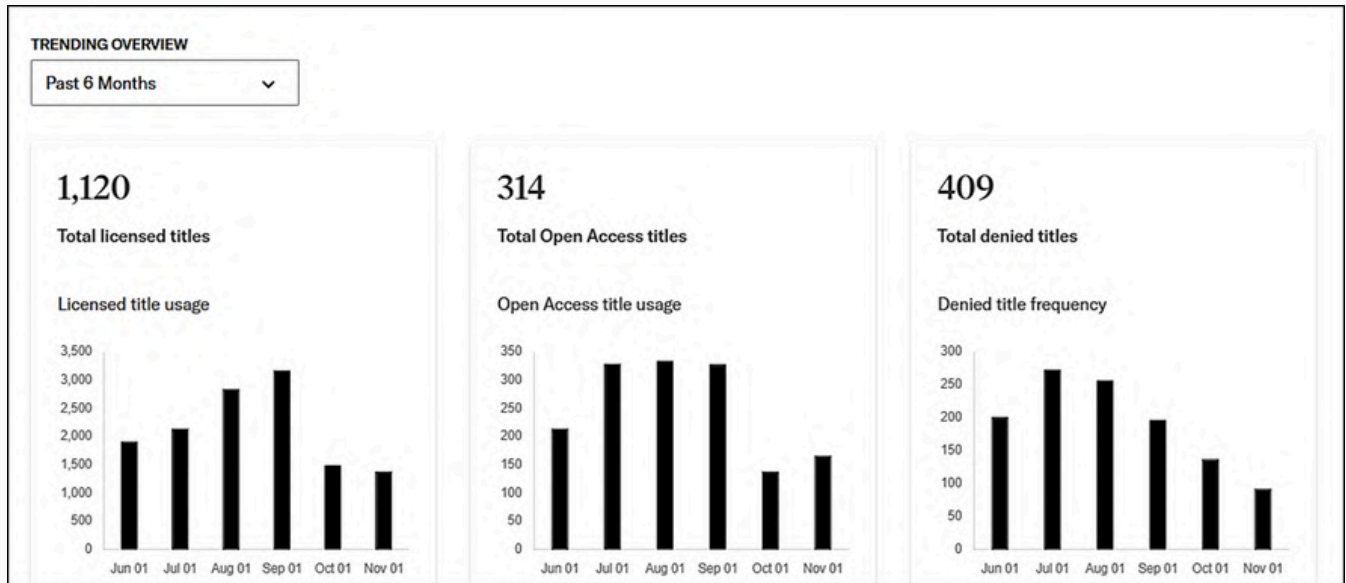 TRENDING OVERVIEW
Past 6 Months
1,120
Total licensed titles
Licensed title usage
3,500
3,000
2,500
2,000
1,500
1,000
500
0
Jun 01 Jul 01 Aug 01 Sep 01 Oct 01 Nov 01
314
Total Open Access titles
Open Access title usage
350
300
250
200
150
100
50
0
Jun 01 Jul 01 Aug 01 Sep 01 Oct 01 Nov 01
409
Total denied titles
Denied title frequency
300
250
200
150
100
50
0
Jun 01 Jul 01 Aug 01 Sep 01 Oct 01 Nov 01